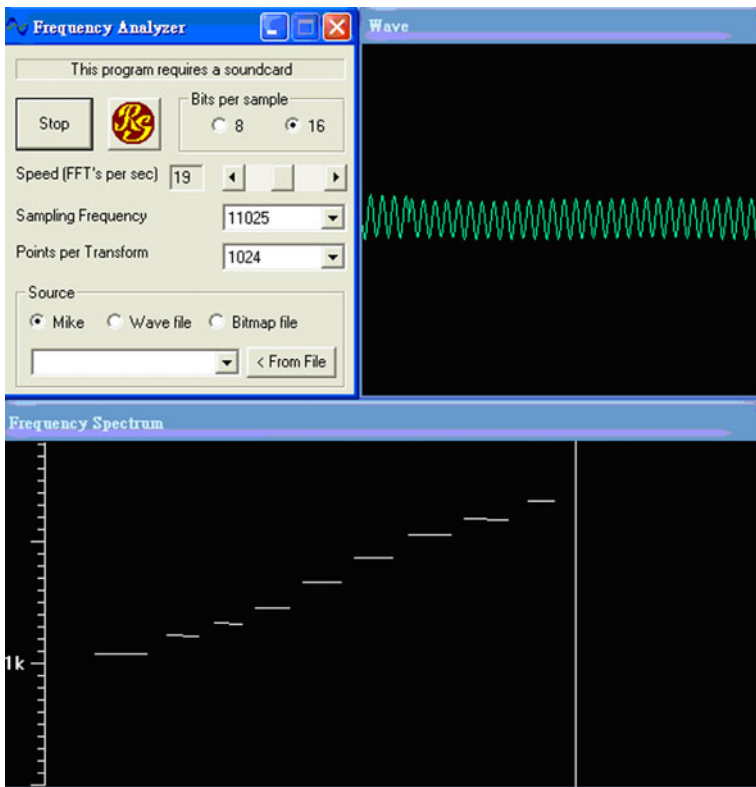 Frequency Analyzer
This program requires a soundcard
Stop
RG
Bits per sample
8
16
Speed (FFT's per sec)
19
Sampling Frequency
11025
Points per Transform
1024
Source
Mike
Wave file
Bitmap file
< From File
Wave
Frequency Spectrum
1k